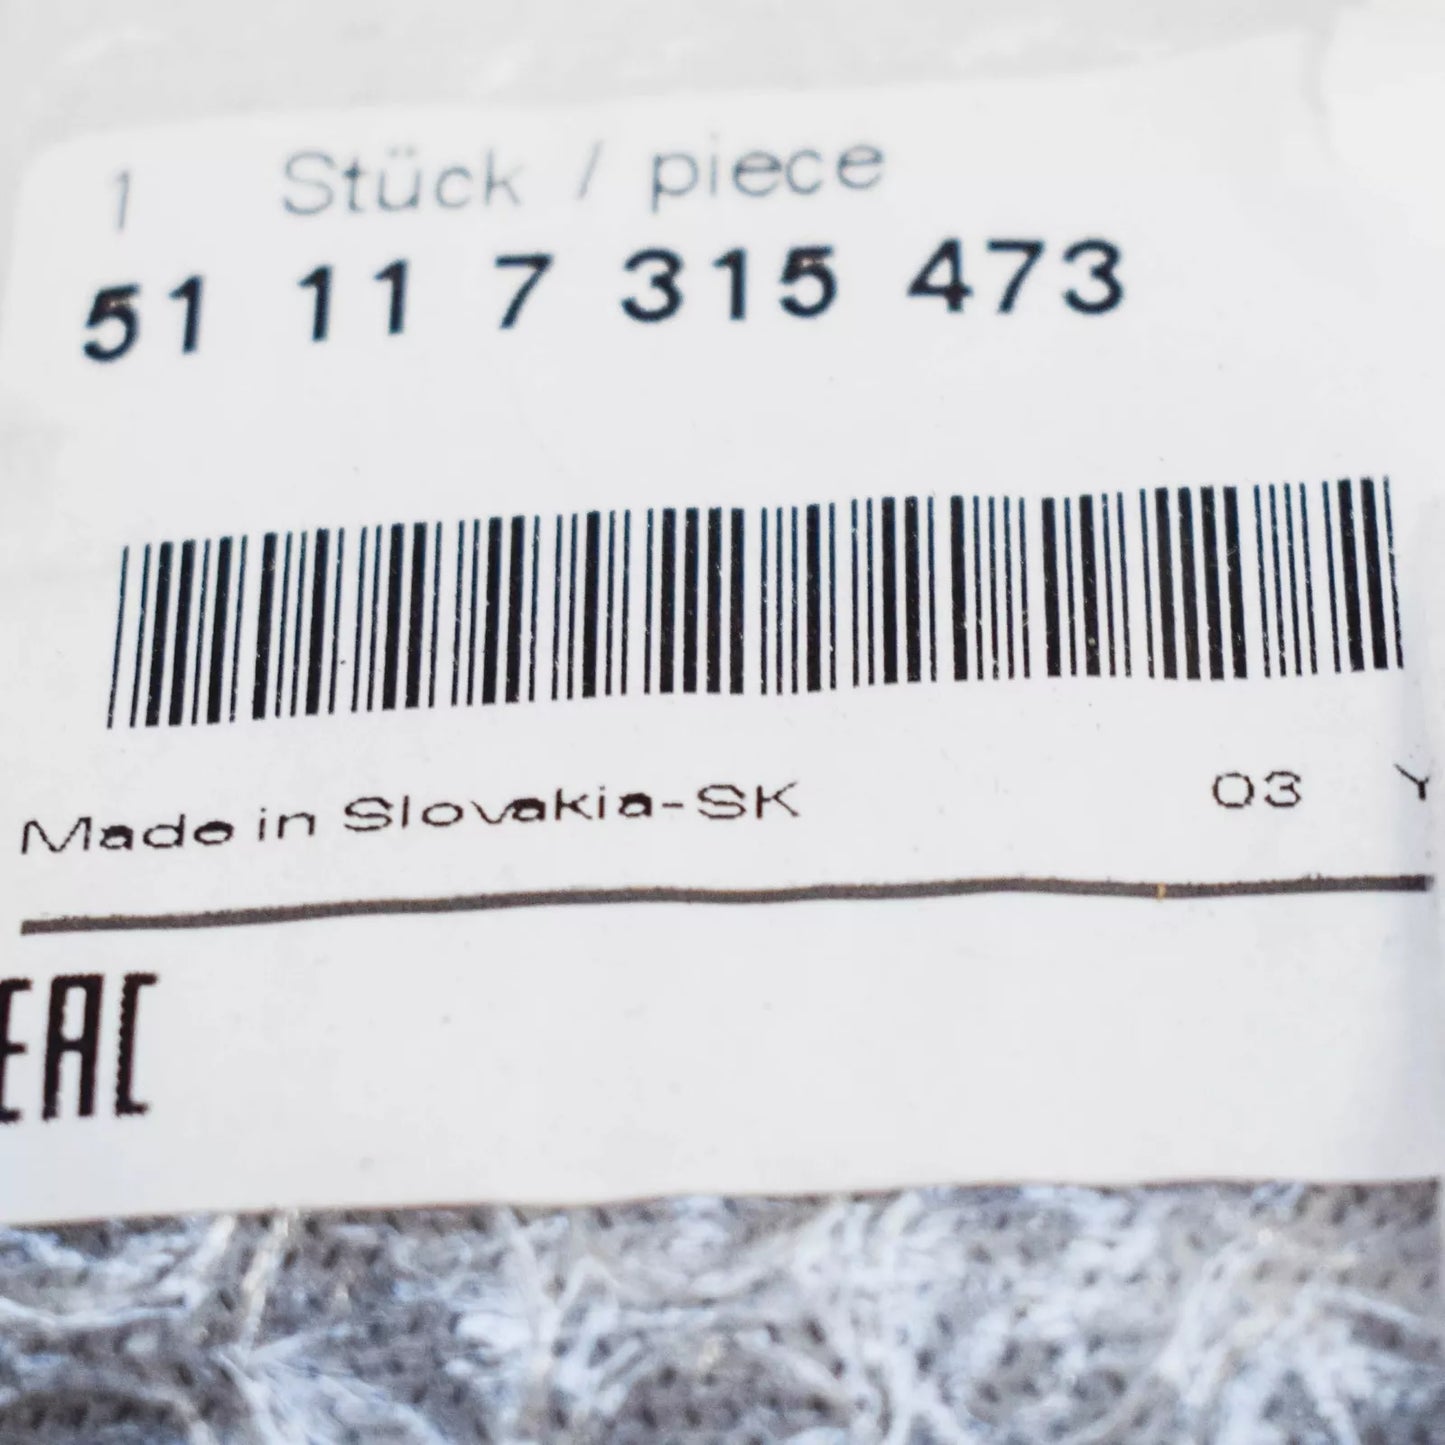 1 Stück / piece
51 11 7 315 473
Made in Slovakia-SK 03 Y
EAC